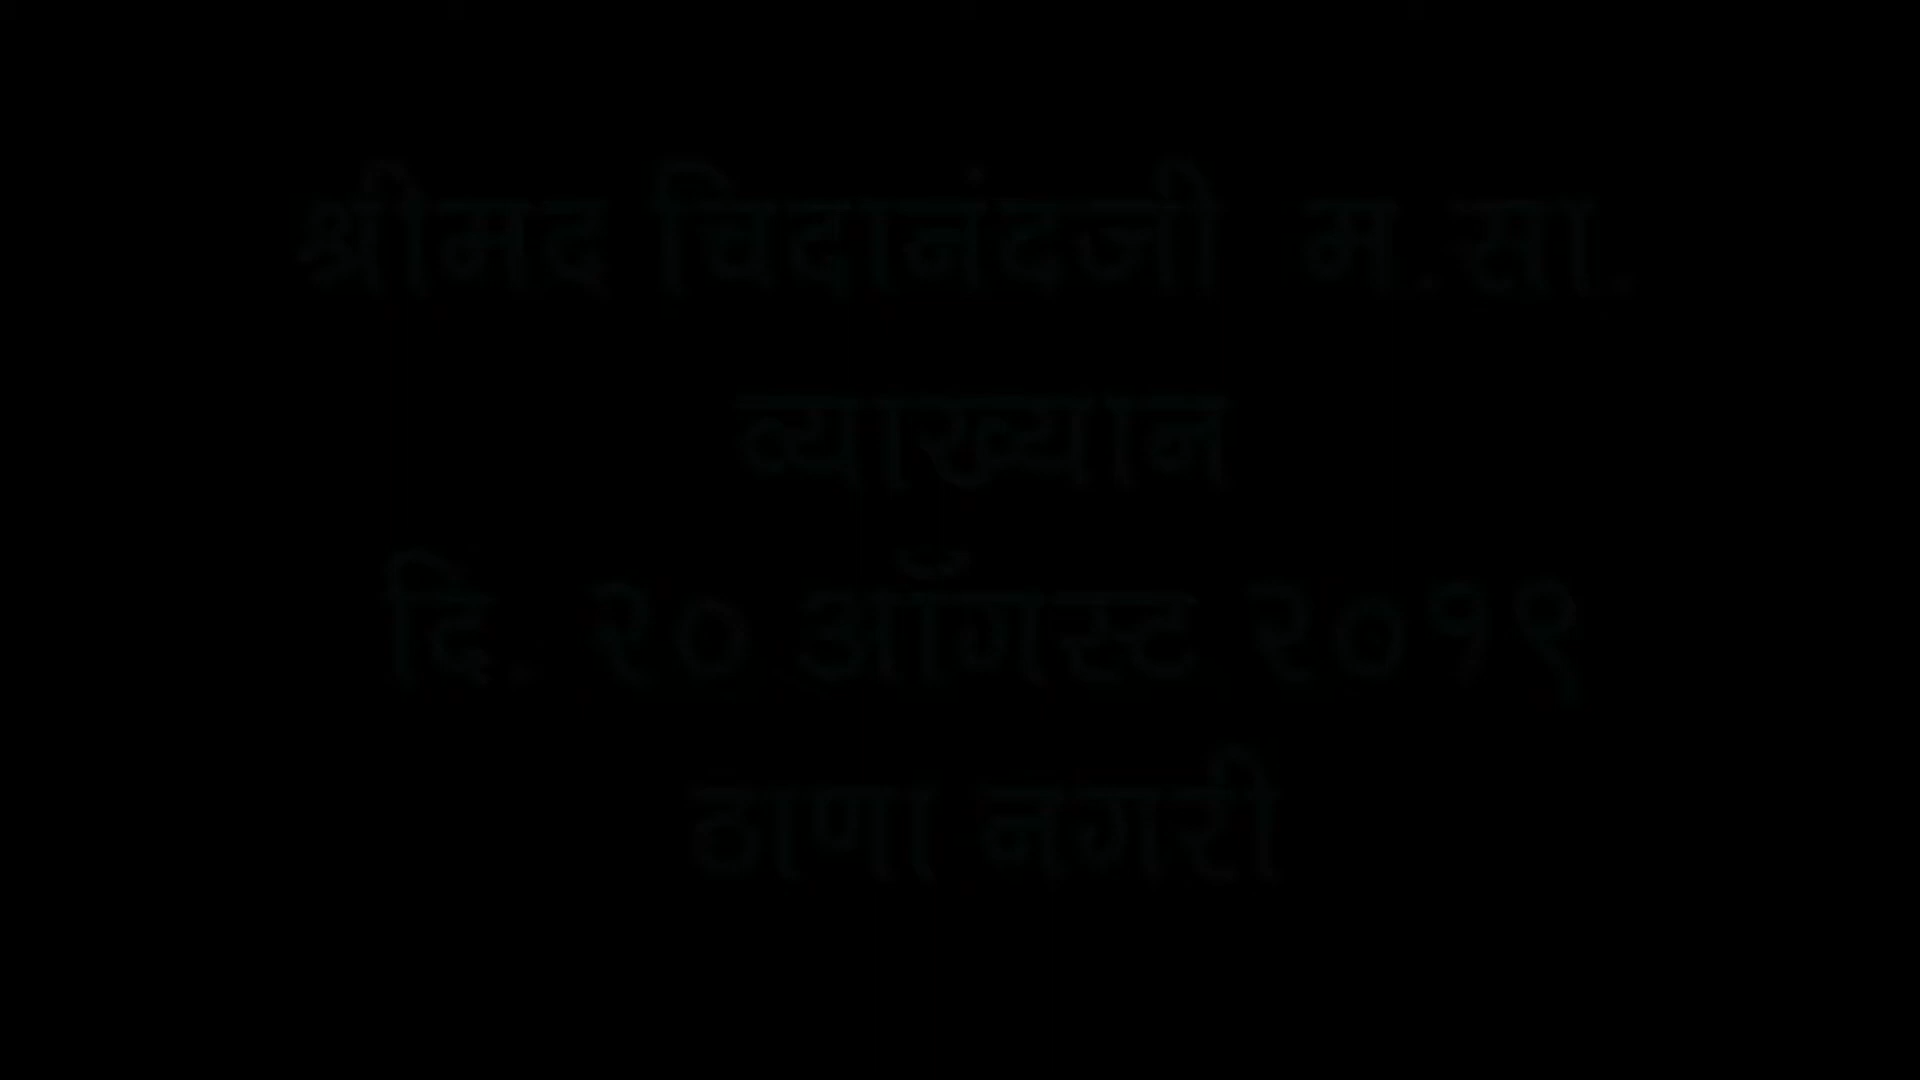 श्रीमद चिदानंदजी म.सा.
व्याख्यान
दि. २० ऑगस्ट २०१९
ठाणा नगरी